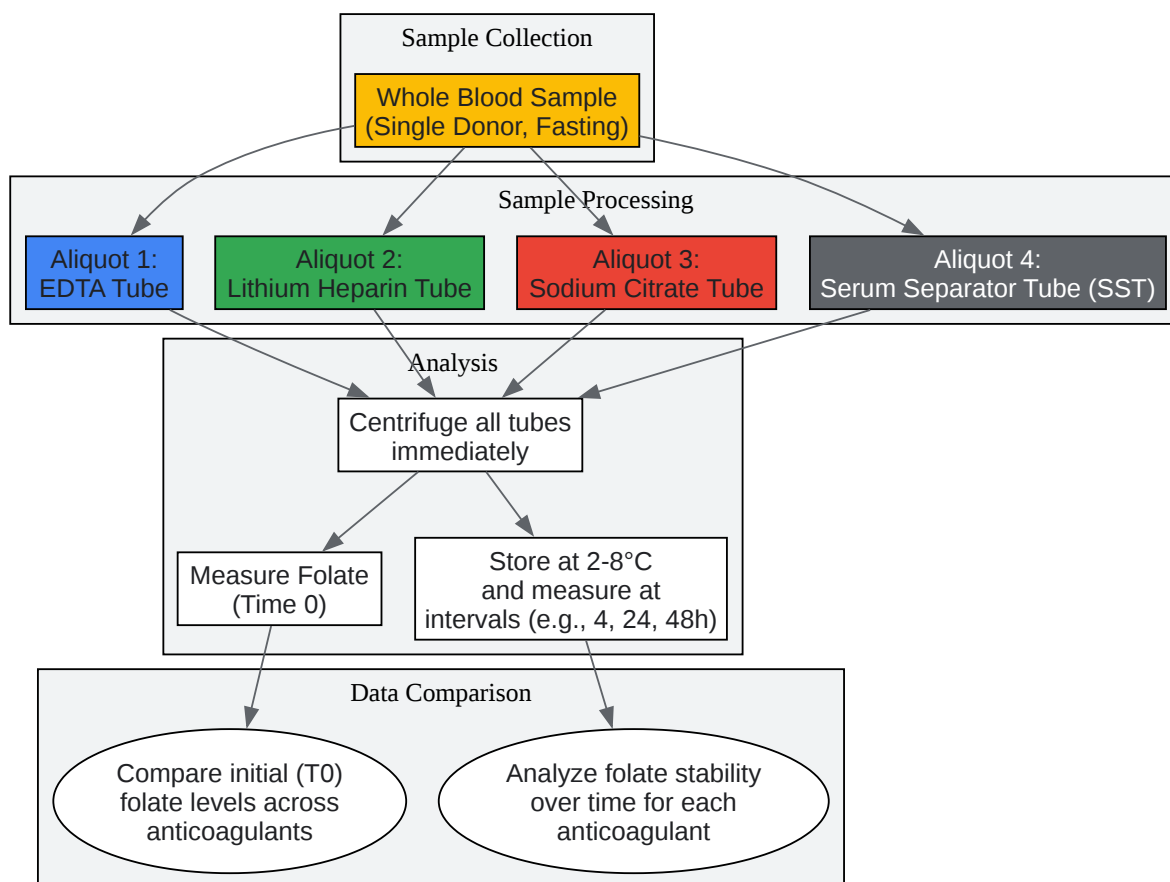 Sample Collection
Whole Blood Sample
(Single Donor, Fasting)
Sample Processing
Aliquot 1:
EDTA Tube
Aliquot 2:
Lithium Heparin Tube
Aliquot 3:
Sodium Citrate Tube
Aliquot 4:
Serum Separator Tube (SST)
Analysis
Centrifuge all tubes
immediately
Measure Folate
(Time 0)
Store at 2-8°C
and measure at
intervals (e.g., 4, 24, 48h)
Data Comparison
Compare initial (T0)
folate levels across
anticoagulants
Analyze folate stability
over time for each
anticoagulant